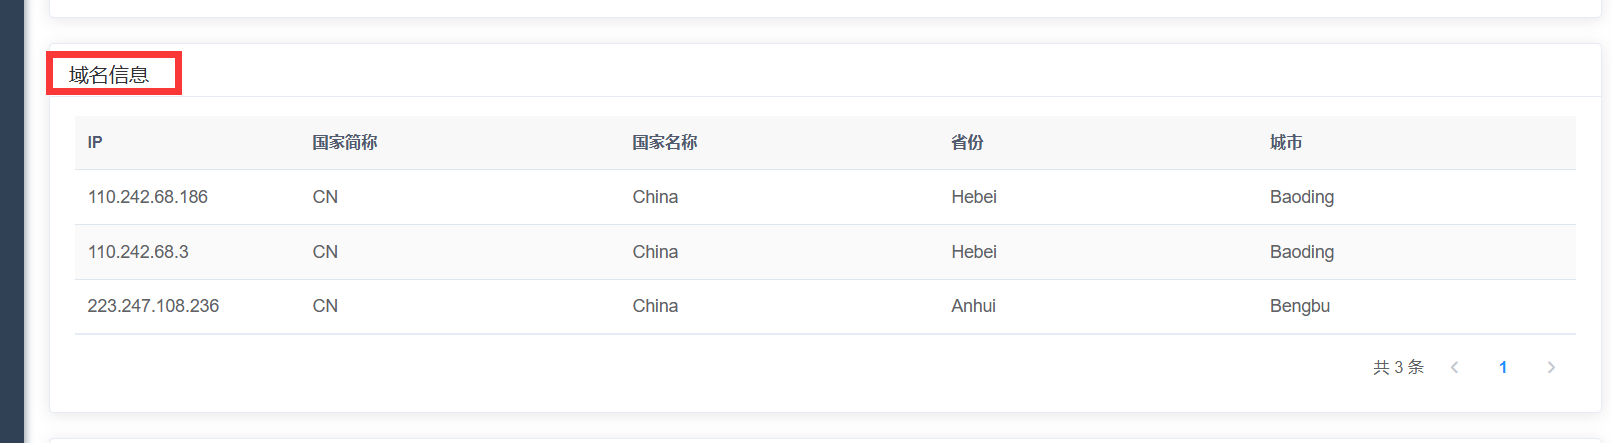 域名信息
IP 国家简称 国家名称 省份 城市
110.242.68.186 CN China Hebei Baoding
110.242.68.3 CN China Hebei Baoding
223.247.108.236 CN China Anhui Bengbu
共 3 条 1